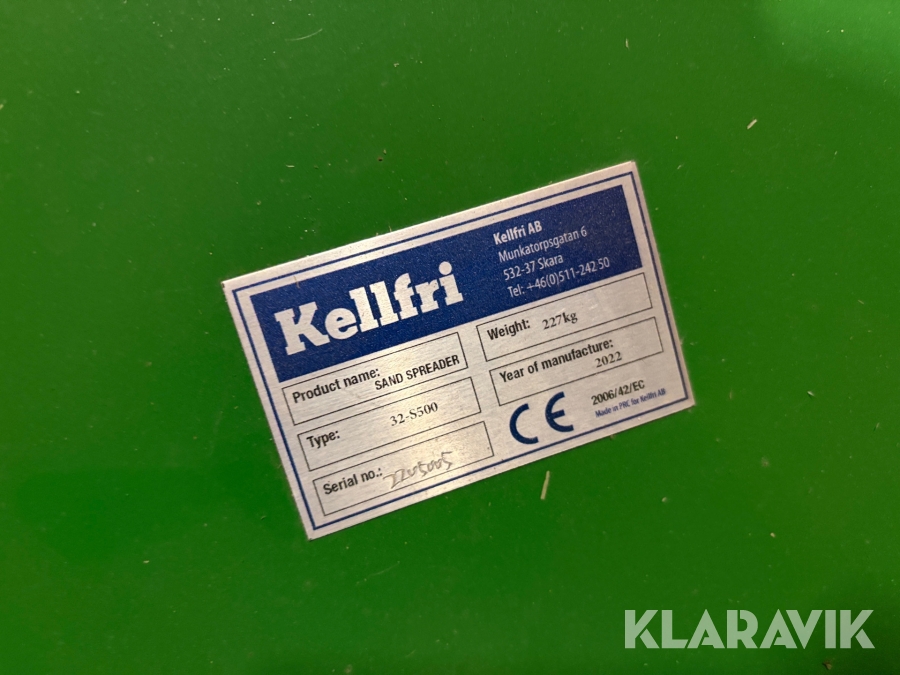 Kellfri
Kellfri AB
Munkatorpsgatan 6
532-37 Skara
Tel: +46(0)511-242 50
Product name: SAND SPREADER
Weight: 227kg
Type: 32-S500
Year of manufacture: 2022
Serial no.: 2205005
CE 2006/42/EC
Made in PRC for Kellfri AB
KLARAVIK